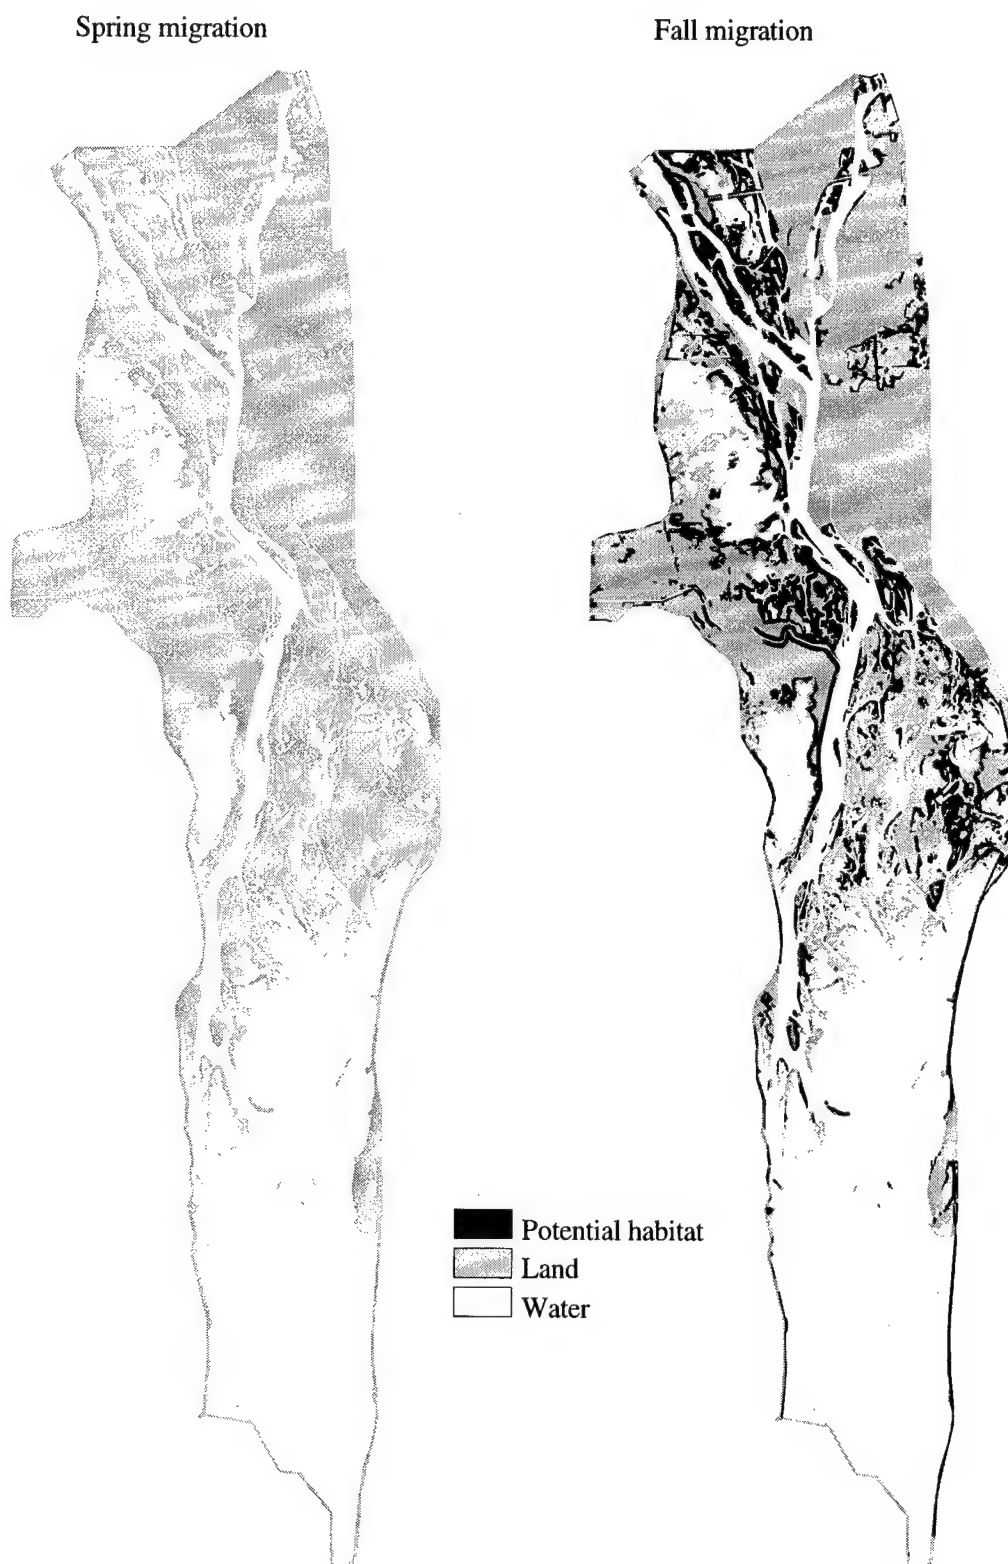 Spring migration
Fall migration
Potential habitat
Land
Water